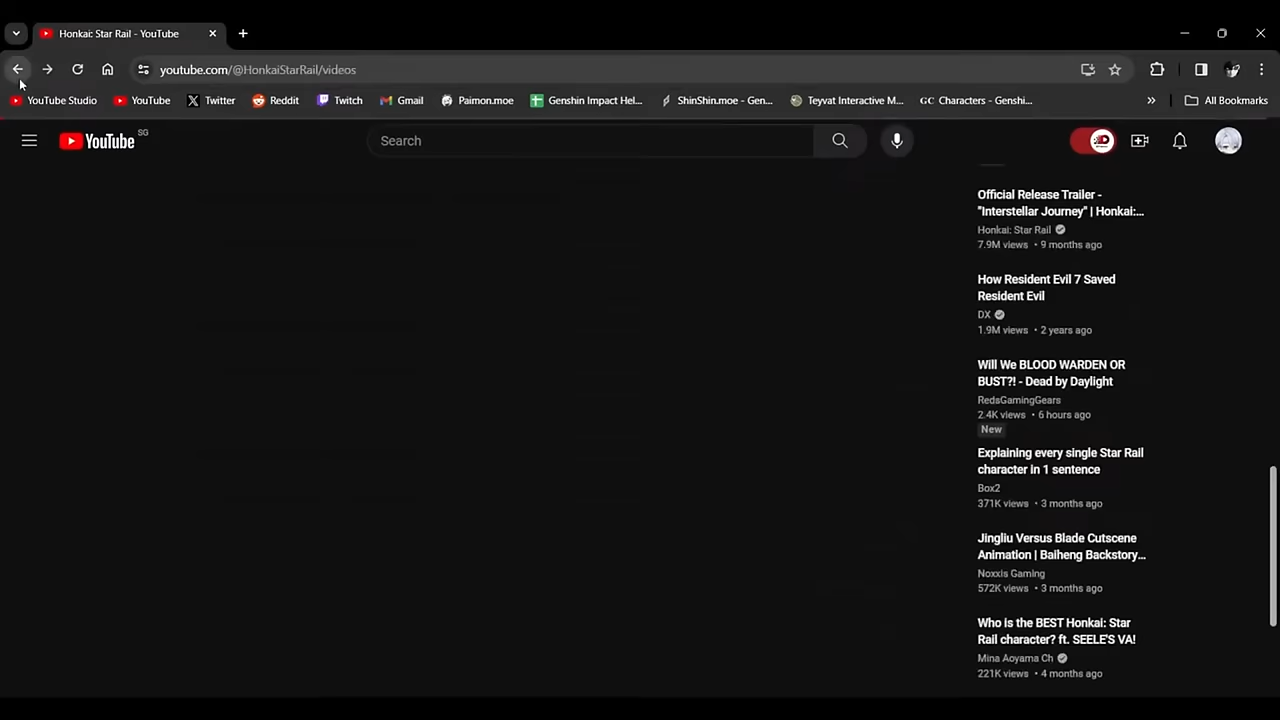 Honkai: Star Rail - YouTube
youtube.com/@HonkaiStarRail/videos
YouTube Studio YouTube Twitter Reddit Twitch Gmail Paimon.moe Genshin Impact Hel... ShinShin.moe - Gen... Teyvat Interactive M... GC Characters - Genshi... » All Bookmarks
YouTube SG
Search
Official Release Trailer -
"Interstellar Journey" | Honkai:...
Honkai: Star Rail
7.9M views • 9 months ago
How Resident Evil 7 Saved
Resident Evil
DX
1.9M views • 2 years ago
Will We BLOOD WARDEN OR
BUST?! - Dead by Daylight
RedsGamingGears
2.4K views • 6 hours ago
New
Explaining every single Star Rail
character in 1 sentence
Box2
371K views • 3 months ago
Jingliu Versus Blade Cutscene
Animation | Baiheng Backstory...
Noxxis Gaming
572K views • 3 months ago
Who is the BEST Honkai: Star
Rail character? ft. SEELE'S VA!
Mina Aoyama Ch
221K views • 4 months ago